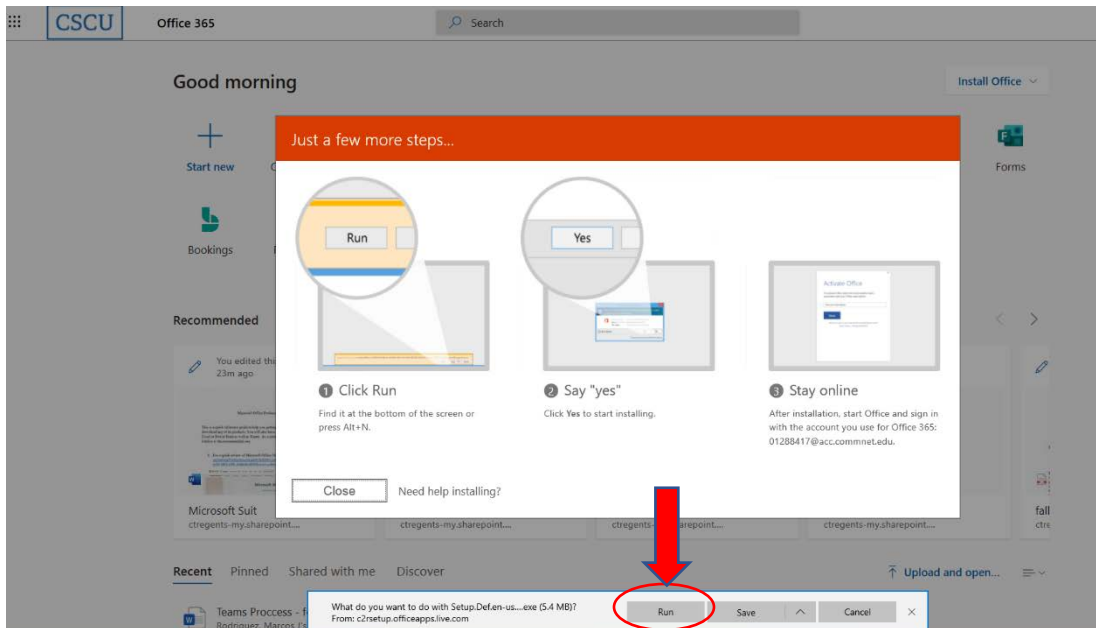 CSCU
Office 365
Search
Good morning
Install Office
Start new
Forms
Bookings
Just a few more steps...
Run
Yes
Activate Office
1 Click Run
Find it at the bottom of the screen or
press Alt+N.
2 Say "yes"
Click Yes to start installing.
3 Stay online
After installation, start Office and sign in
with the account you use for Office 365:
01288417@acc.commnet.edu.
Close
Need help installing?
Recommended
You edited
23m ago
Microsoft Suit
ctregents-my.sharepoint....
ctregents-my.sharepoint....
ctregents-my.sharepoint....
fall
Recent
Pinned
Shared with me
Discover
Upload and open...
Teams Proccess -
Rodriguez, Marcos
What do you want to do with Setup.Def.en-us....exe (5.4 MB)?
From: c2rsetup.officeapps.live.com
Run
Save
Cancel